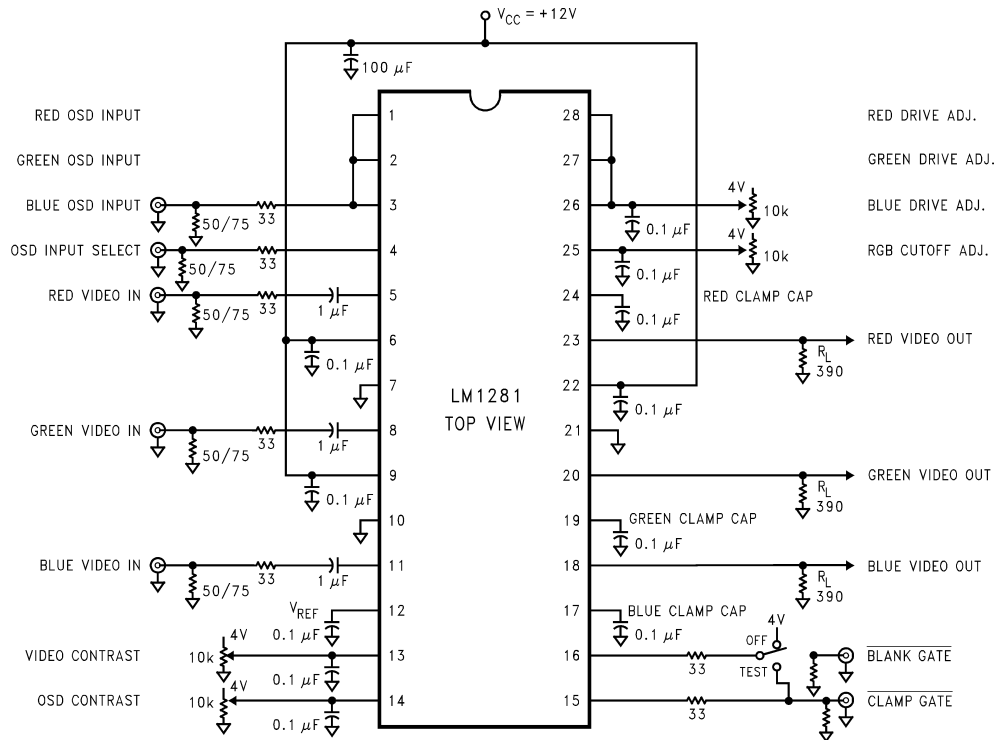 V_CC = +12V
100 μF
RED OSD INPUT
1
28
RED DRIVE ADJ.
GREEN OSD INPUT
2
27
GREEN DRIVE ADJ.
BLUE OSD INPUT
50/75
33
3
26
0.1 μF
4V
10k
BLUE DRIVE ADJ.
OSD INPUT SELECT
50/75
33
4
25
0.1 μF
4V
10k
RGB CUTOFF ADJ.
RED VIDEO IN
50/75
33
1 μF
5
24
0.1 μF
RED CLAMP CAP
6
0.1 μF
23
R_L
390
RED VIDEO OUT
7
LM1281
TOP VIEW
22
0.1 μF
GREEN VIDEO IN
50/75
33
1 μF
8
21
9
0.1 μF
20
R_L
390
GREEN VIDEO OUT
10
19
GREEN CLAMP CAP
0.1 μF
BLUE VIDEO IN
50/75
33
1 μF
11
18
R_L
390
BLUE VIDEO OUT
V_REF
0.1 μF
12
17
BLUE CLAMP CAP
0.1 μF
VIDEO CONTRAST
10k
4V
0.1 μF
13
16
33
OFF
4V
TEST
BLANK GATE
OSD CONTRAST
10k
4V
0.1 μF
14
15
33
CLAMP GATE